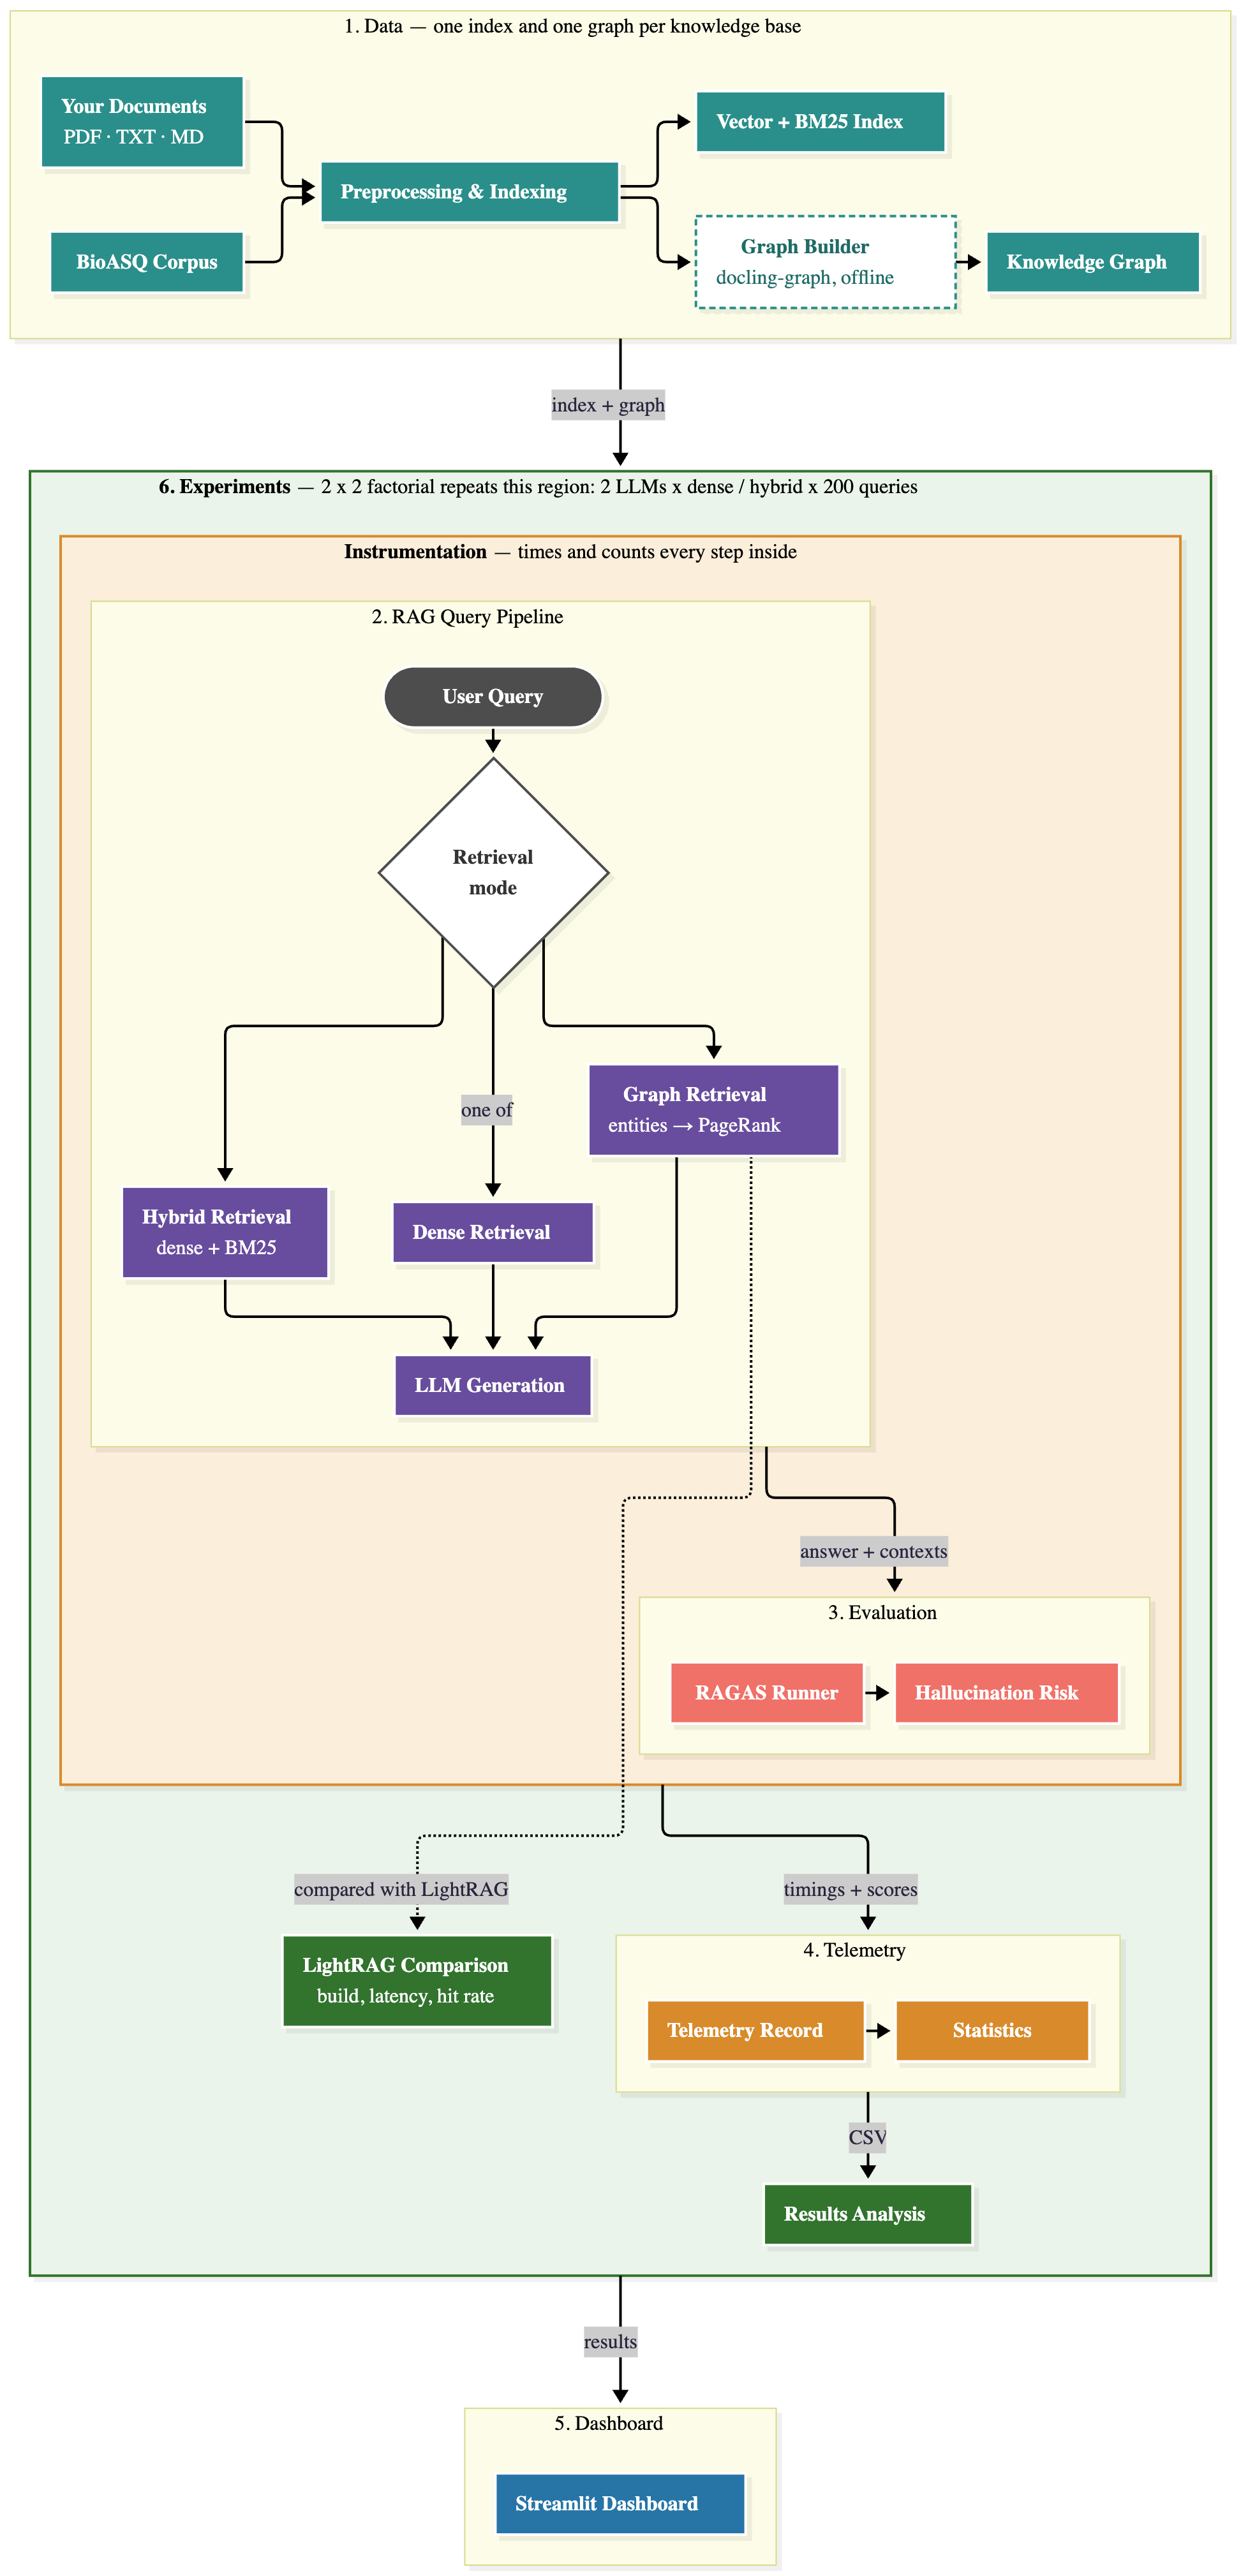 1. Data — one index and one graph per knowledge base
Your Documents
PDF · TXT · MD
Vector + BM25 Index
Preprocessing & Indexing
BioASQ Corpus
Graph Builder
docling-graph, offline
Knowledge Graph
index + graph
6. Experiments — 2 x 2 factorial repeats this region: 2 LLMs x dense / hybrid x 200 queries
Instrumentation — times and counts every step inside
2. RAG Query Pipeline
User Query
Retrieval
mode
one of
Graph Retrieval
entities → PageRank
Hybrid Retrieval
dense + BM25
Dense Retrieval
LLM Generation
answer + contexts
3. Evaluation
RAGAS Runner
Hallucination Risk
compared with LightRAG
timings + scores
LightRAG Comparison
build, latency, hit rate
4. Telemetry
Telemetry Record
Statistics
CSV
Results Analysis
results
5. Dashboard
Streamlit Dashboard